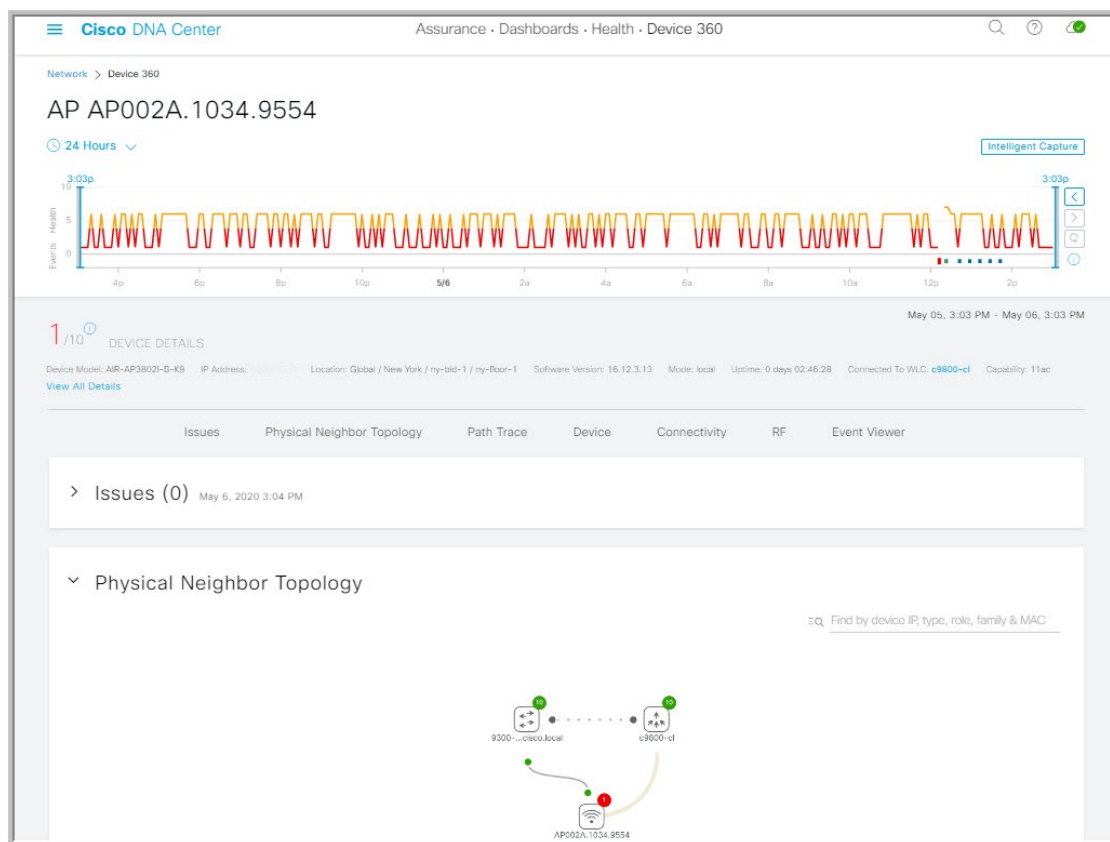 Cisco DNA Center
Assurance · Dashboards · Health · Device 360
Network > Device 360
AP AP002A.1034.9554
24 Hours
Intelligent Capture
3:03p
3:03p
10
5
0
Events Health
4p 6p 8p 10p 5/6 2a 4a 6a 8a 10a 12p 2p
May 05, 3:03 PM - May 06, 3:03 PM
1/10 DEVICE DETAILS
Device Model: AIR-AP3802I-B-K9 IP Address: Location: Global / New York / ny-bld-1 / ny-floor-1 Software Version: 16.12.3.13 Mode: local Uptime: 0 days 02:46:28 Connected To WLC: c9800-cl Capability: 11ac
View All Details
Issues Physical Neighbor Topology Path Trace Device Connectivity RF Event Viewer
Issues (0) May 6, 2020 3:04 PM
Physical Neighbor Topology
Find by device IP, type, role, family & MAC
10 10
9300-...cisco.local c9800-cl
1
AP002A.1034.9554